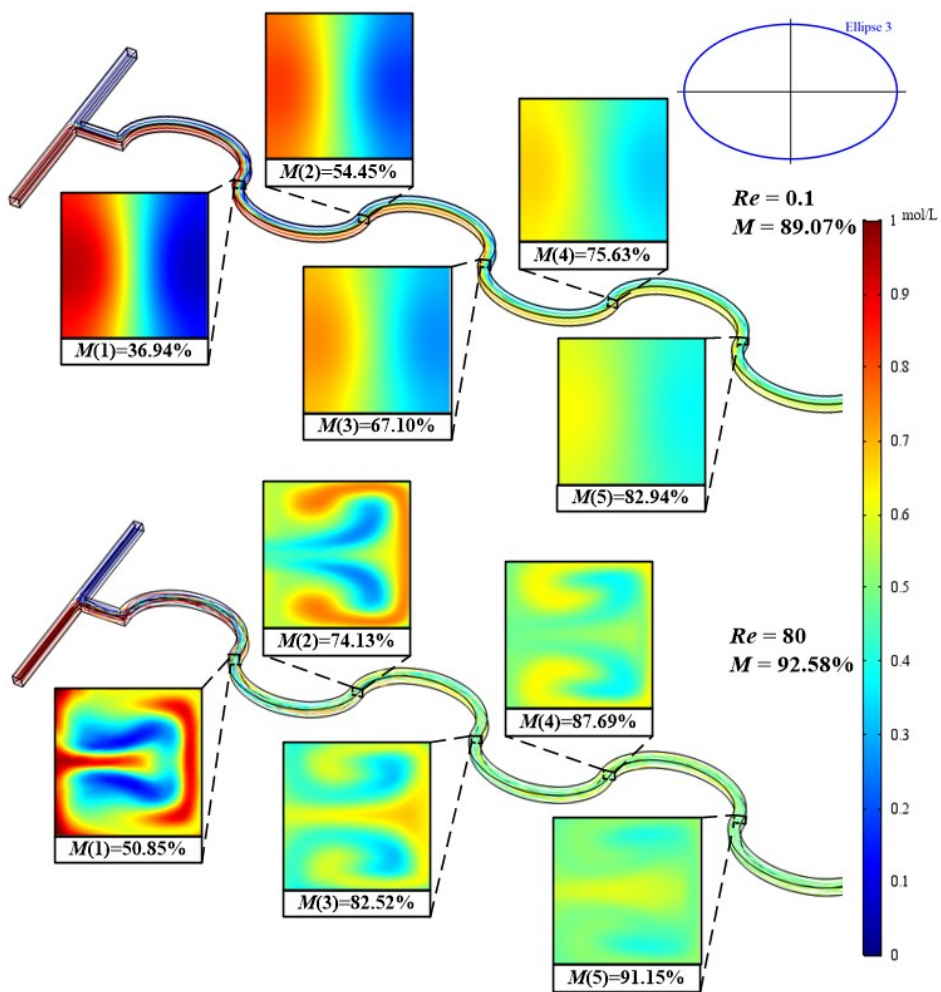 Ellipse 3
M(2)=54.45%
Re = 0.1
M = 89.07%
mol/L
M(4)=75.63%
M(1)=36.94%
M(3)=67.10%
M(5)=82.94%
1
0.9
0.8
0.7
0.6
0.5
0.4
0.3
0.2
0.1
0
M(2)=74.13%
Re = 80
M = 92.58%
M(4)=87.69%
M(1)=50.85%
M(3)=82.52%
M(5)=91.15%